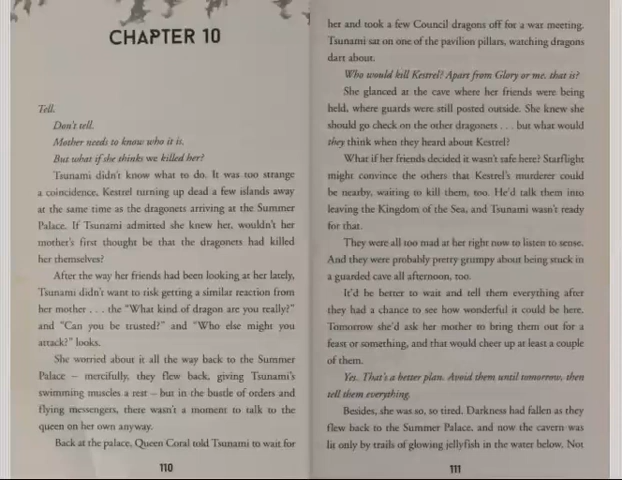 CHAPTER 10
Tell.
Don't tell.
Mother needs to know who it is.
But what if she thinks we killed her?
Tsunami didn't know what to do. It was too strange
a coincidence, Kestrel turning up dead a few islands away
at the same time as the dragonets arriving at the Summer
Palace. If Tsunami admitted she knew her, wouldn't her
mother's first thought be that the dragonets had killed
her themselves?
After the way her friends had been looking at her lately,
Tsunami didn't want to risk getting a similar reaction from
her mother . . . the "What kind of dragon are you really?"
and "Can you be trusted?" and "Who else might you
attack?" looks.
She worried about it all the way back to the Summer
Palace — mercifully, they flew back, giving Tsunami's
swimming muscles a rest — but in the bustle of orders and
flying messengers, there wasn't a moment to talk to the
queen on her own anyway.
Back at the palace, Queen Coral told Tsunami to wait for
110
her and took a few Council dragons off for a war meeting.
Tsunami sat on one of the pavilion pillars, watching dragons
dart about.
Who would kill Kestrel? Apart from Glory or me, that is?
She glanced at the cave where her friends were being
held, where guards were still posted outside. She knew she
should go check on the other dragonets . . . but what would
they think when they heard about Kestrel?
What if her friends decided it wasn't safe here? Starflight
might convince the others that Kestrel's murderer could
be nearby, waiting to kill them, too. He'd talk them into
leaving the Kingdom of the Sea, and Tsunami wasn't ready
for that.
They were all too mad at her right now to listen to sense.
And they were probably pretty grumpy about being stuck in
a guarded cave all afternoon, too.
It'd be better to wait and tell them everything after
they had a chance to see how wonderful it could be here.
Tomorrow she'd ask her mother to bring them out for a
feast or something, and that would cheer up at least a couple
of them.
Yes. That's a better plan. Avoid them until tomorrow, then
tell them everything.
Besides, she was so, so tired. Darkness had fallen as they
flew back to the Summer Palace, and now the cavern was
lit only by trails of glowing jellyfish in the water below. Not
111